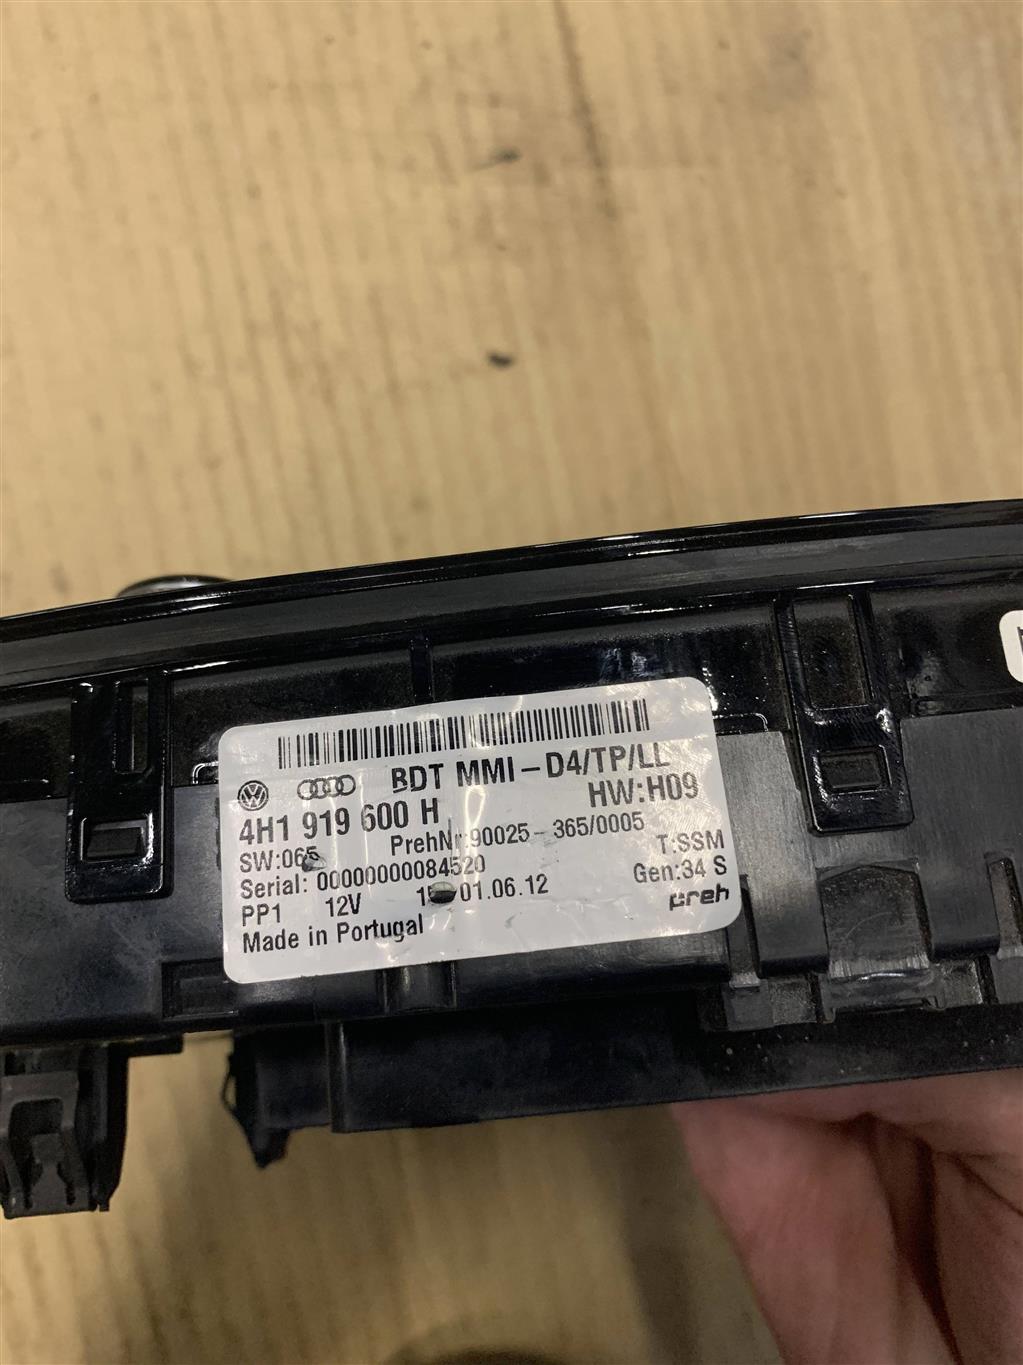 BDT MMI-D4/TP/LL
4H1 919 600 H HW:H09
SW:065 PrehNr:90025-365/0005 T:SSM
Serial: 00000000084520 Gen:34 S
PP1 12V 01.06.12 preh
Made in Portugal